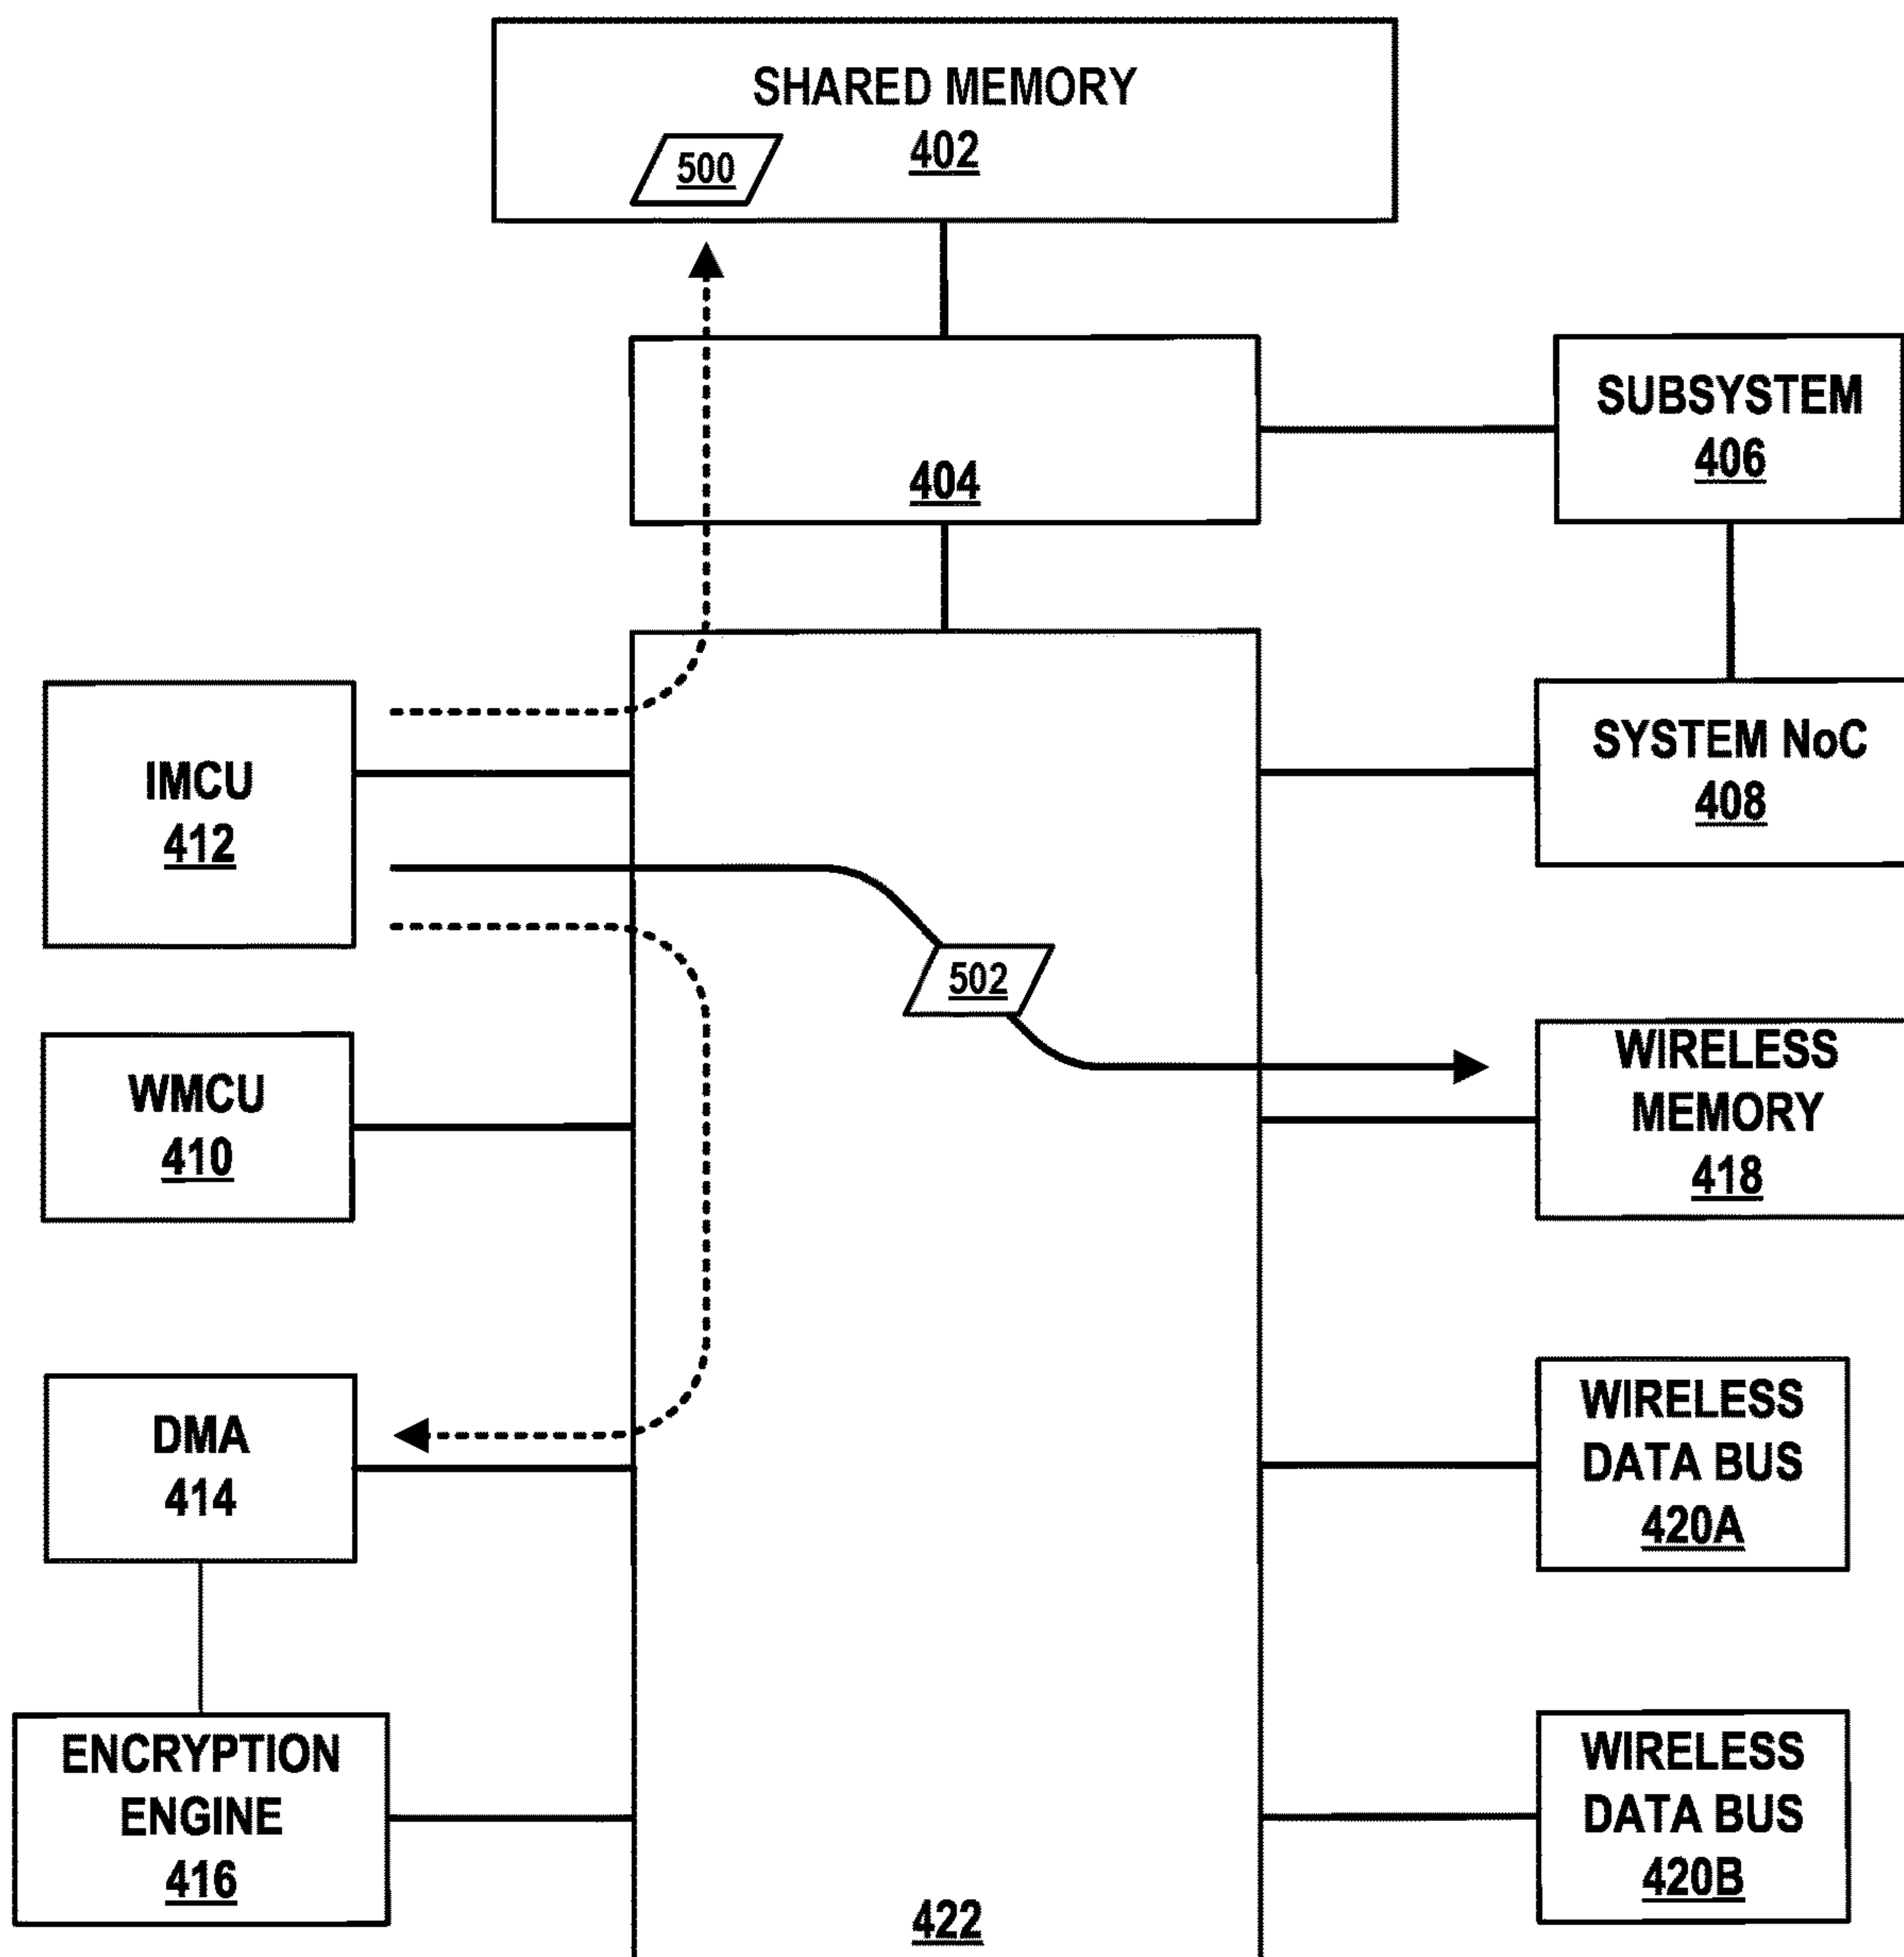 SHARED MEMORY
402
500
404
SUBSYSTEM
406
IMCU
412
SYSTEM NoC
408
502
WMCU
410
WIRELESS
MEMORY
418
DMA
414
WIRELESS
DATA BUS
420A
ENCRYPTION
ENGINE
416
WIRELESS
DATA BUS
420B
422